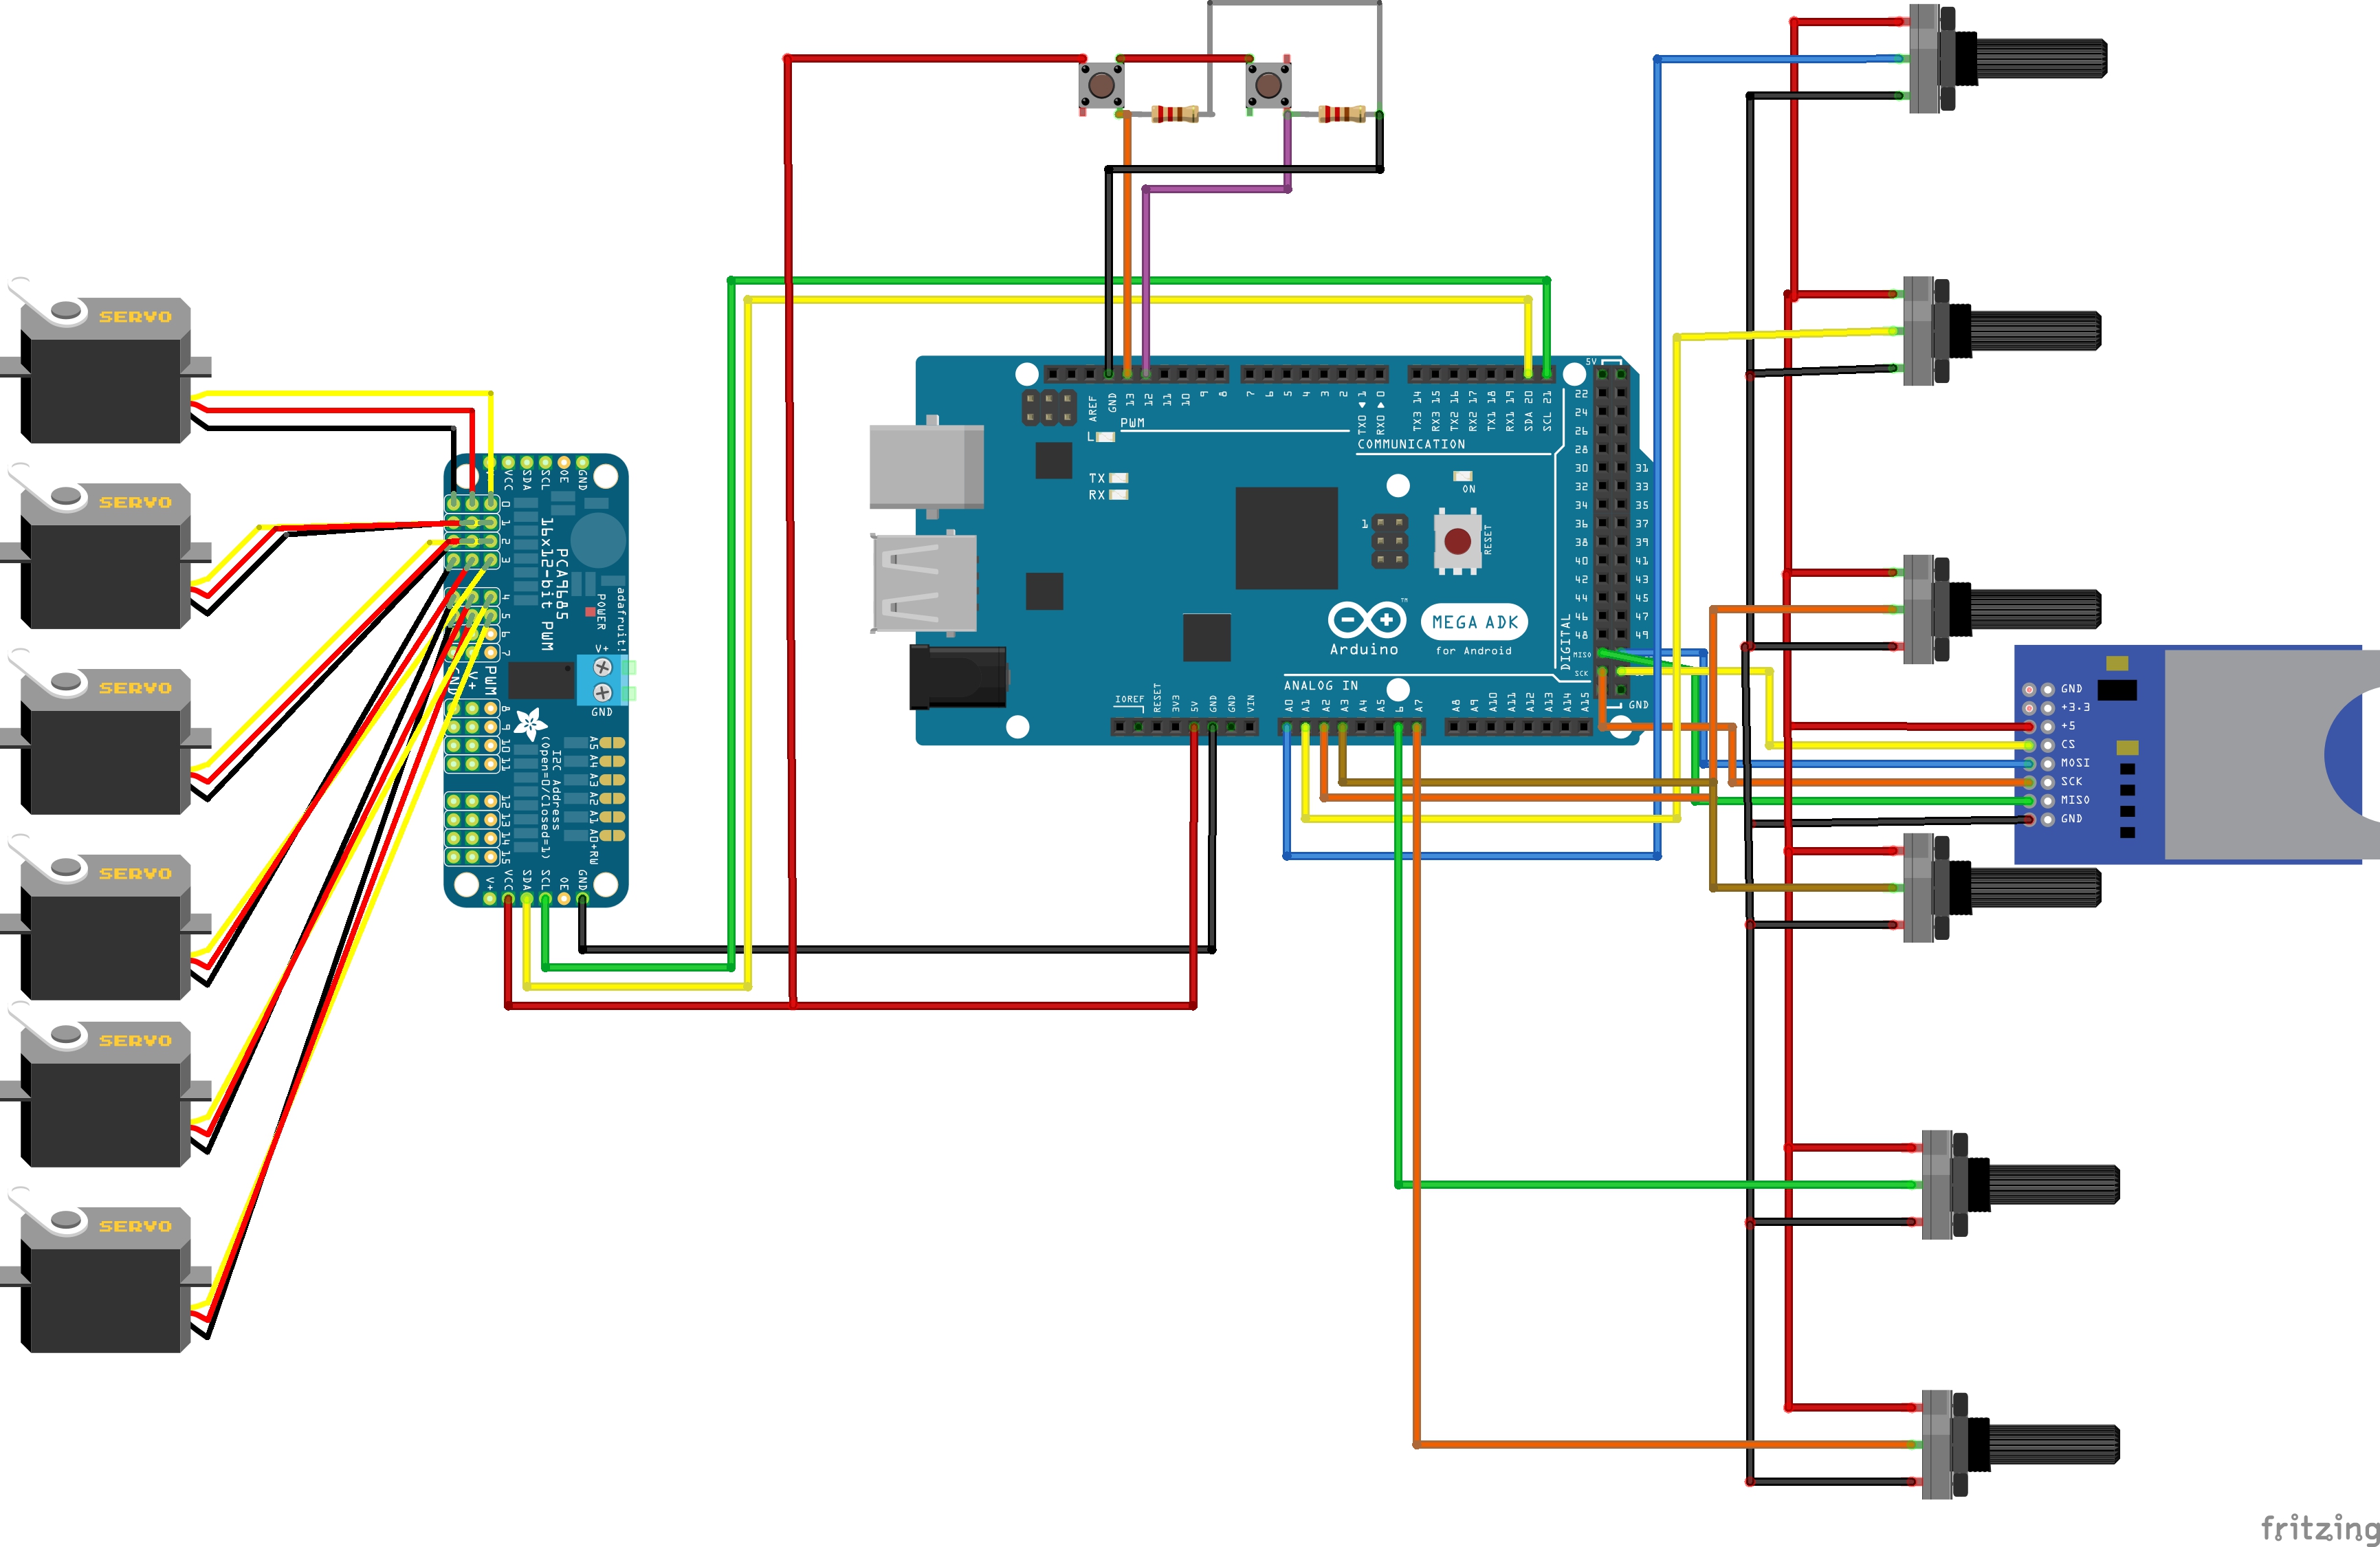 SERVO
SERVO
SERVO
SERVO
SERVO
SERVO
VCC
SDA
SCL
OE
GND
0
1
2
3
4
5
6
7
GND
V+
PWM
8
9
10
11
12
13
14
15
16x12-bit PWM
PCA9685
POWER
adafruit!
V+
GND
I2C Address
(Open=0/Closed=1)
A5
A4
A3
A2
A1
A0+RW
V+
VCC
SDA
SCL
OE
GND
AREF
GND
13
12
11
10
9
8
7
6
5
4
3
2
TX0 ▶ 1
RX0 ◀ 0
TX3 14
RX3 15
TX2 16
RX2 17
TX1 18
RX1 19
SDA 20
SCL 21
5V
PWM
COMMUNICATION
L
TX
RX
ON
1
RESET
22
24
26
28
30
32
34
36
38
40
42
44
46
48
MISO
SCK
31
33
35
37
39
41
43
45
47
49
GND
DIGITAL
TM
Arduino
MEGA ADK
for Android
ANALOG IN
IOREF
RESET
3V3
5V
GND
GND
VIN
A0
A1
A2
A3
A4
A5
6
A7
A8
A9
A10
A11
A12
A13
A14
A15
GND
+3.3
+5
CS
MOSI
SCK
MISO
GND
fritzing